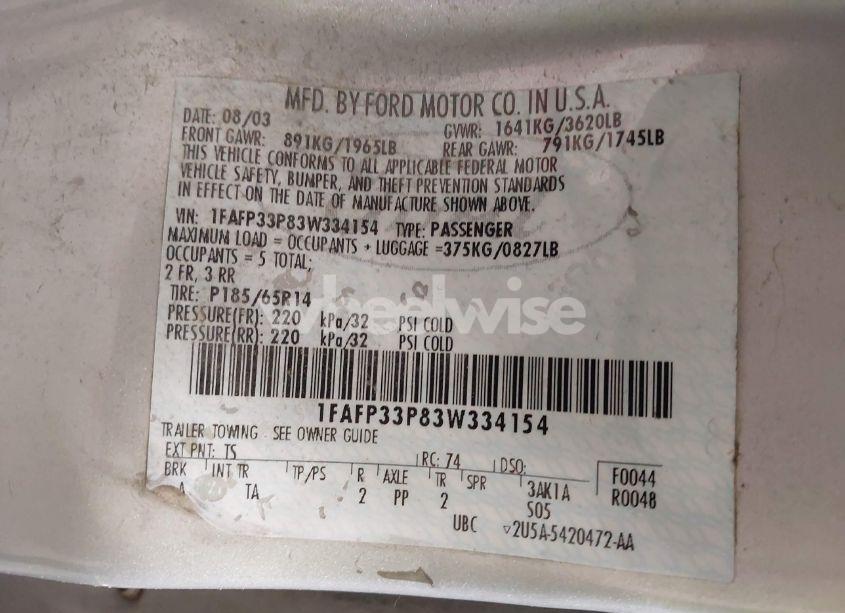 MFD. BY FORD MOTOR CO. IN U.S.A.
DATE: 08/03 GVWR: 1641KG/3620LB
FRONT GAWR: 891KG/1965LB REAR GAWR: 791KG/1745LB
THIS VEHICLE CONFORMS TO ALL APPLICABLE FEDERAL MOTOR
VEHICLE SAFETY, BUMPER, AND THEFT PREVENTION STANDARDS
IN EFFECT ON THE DATE OF MANUFACTURE SHOWN ABOVE.
VIN: 1FAFP33P83W334154 TYPE: PASSENGER
MAXIMUM LOAD = OCCUPANTS + LUGGAGE =375KG/0827LB
OCCUPANTS = 5 TOTAL;
2 FR, 3 RR
TIRE: P185/65R14
wheelwise
PRESSURE(FR): 220 kPa/32 PSI COLD
PRESSURE(RR): 220 kPa/32 PSI COLD
1FAFP33P83W334154
TRAILER TOWING - SEE OWNER GUIDE
EXT PNT: TS RC: 74 DSO: F0044
BRK INT TR TP/PS R AXLE TR SPR 3AK1A R0048
A TA 2 PP 2 S05
UBC ▽2U5A-5420472-AA